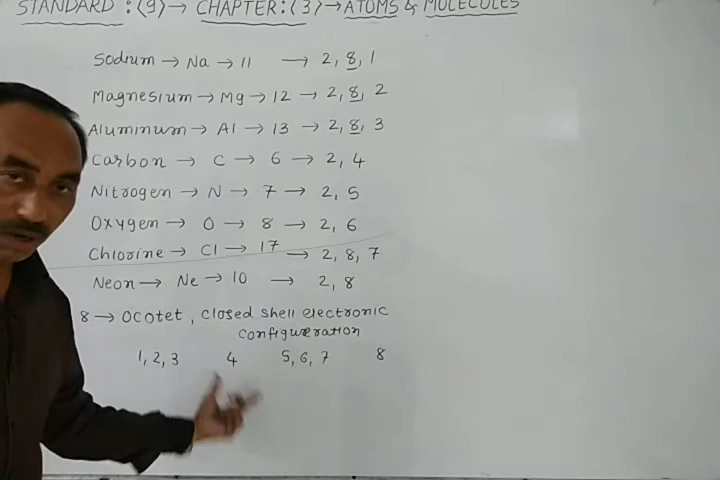 STANDARD : (9) → CHAPTER : (3) → ATOMS & MOLECULES
Sodium → Na → 11 → 2, 8, 1
Magnesium → Mg → 12 → 2, 8, 2
Aluminum → Al → 13 → 2, 8, 3
Carbon → C → 6 → 2, 4
Nitrogen → N → 7 → 2, 5
Oxygen → O → 8 → 2, 6
Chlorine → Cl → 17 → 2, 8, 7
Neon → Ne → 10 → 2, 8
8 → Ocotet, closed shell electronic
configureration
1, 2, 3 4 5, 6, 7 8